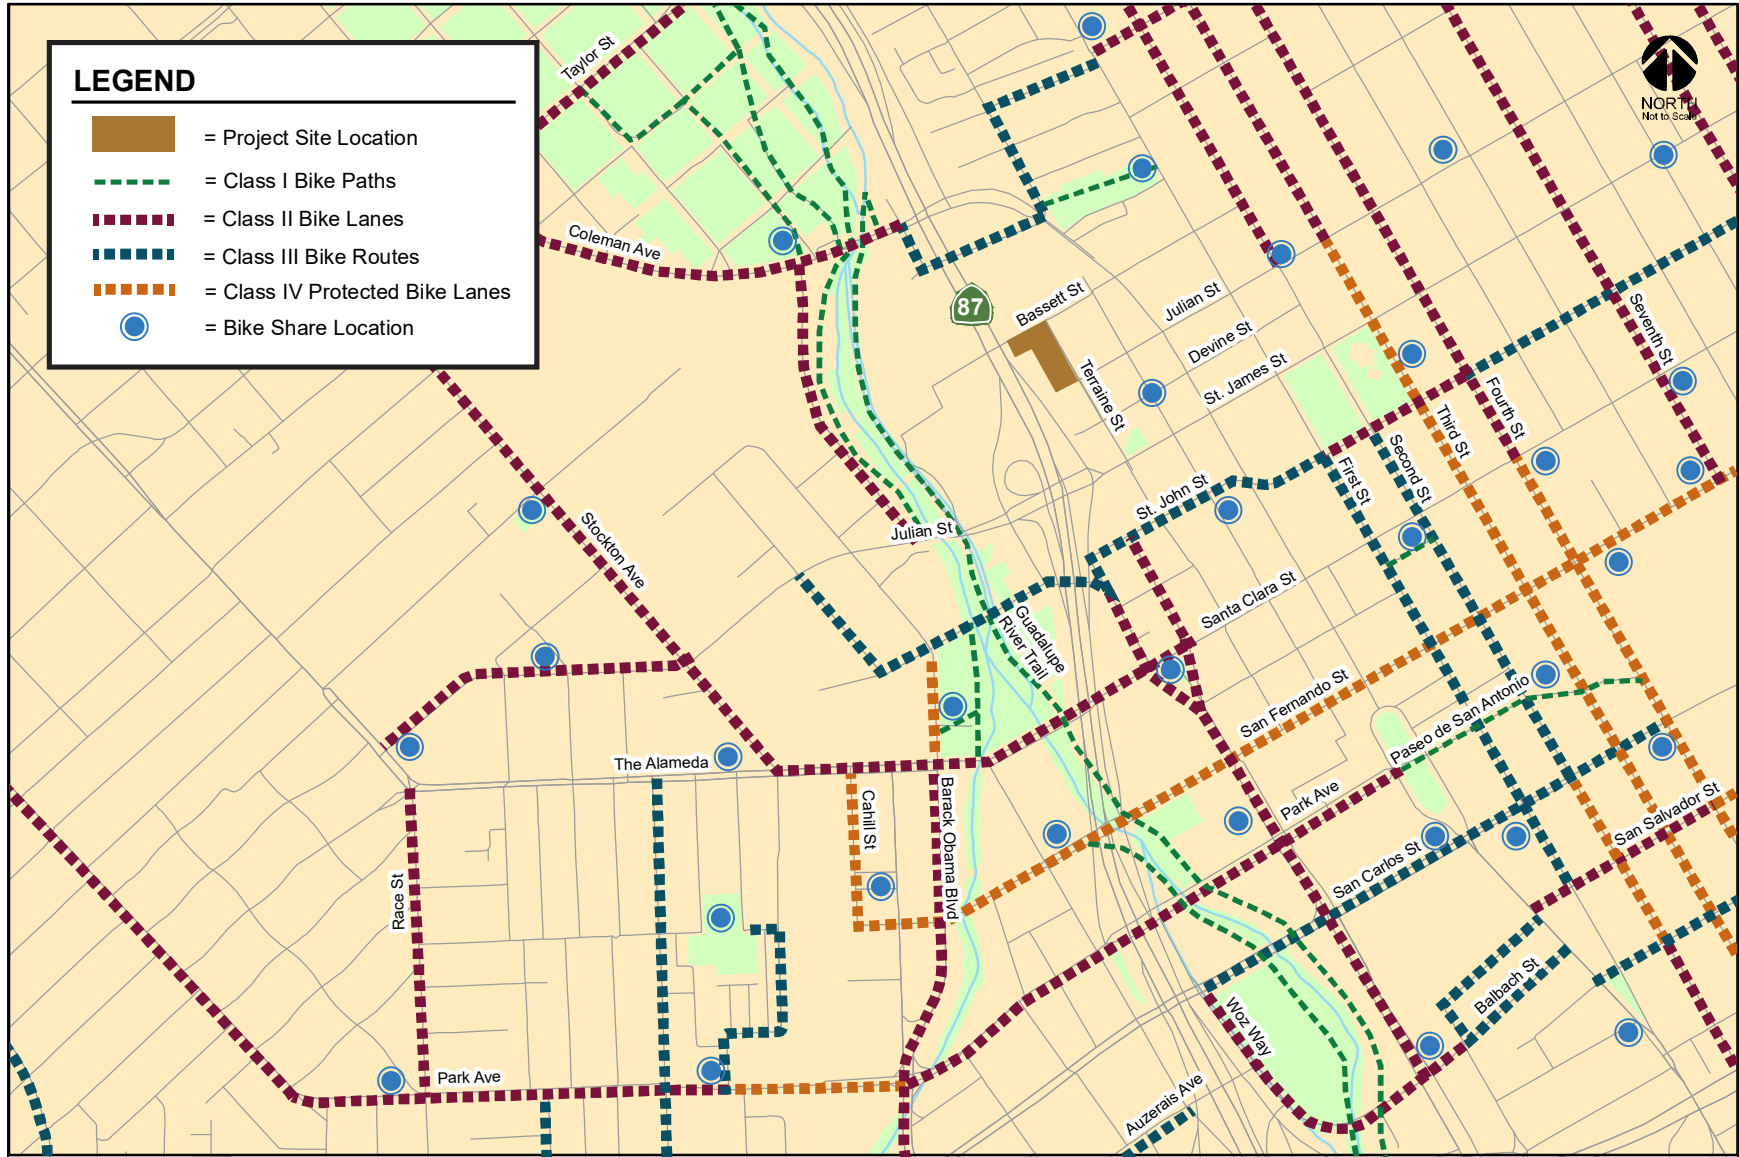 LEGEND
= Project Site Location
= Class I Bike Paths
= Class II Bike Lanes
= Class III Bike Routes
= Class IV Protected Bike Lanes
= Bike Share Location
NORTH
Not to Scale
Taylor St
Coleman Ave
87
Bassett St
Julian St
Devine St
St. James St
Terraine St
Seventh St
Fourth St
Third St
Second St
First St
St. John St
Julian St
Stockton Ave
Santa Clara St
Guadalupe
River Trail
San Fernando St
Paseo de San Antonio
The Alameda
Cahill St
Barack Obama Blvd
Park Ave
San Carlos St
San Salvador St
Race St
Balbach St
Woz Way
Park Ave
Auzerais Ave